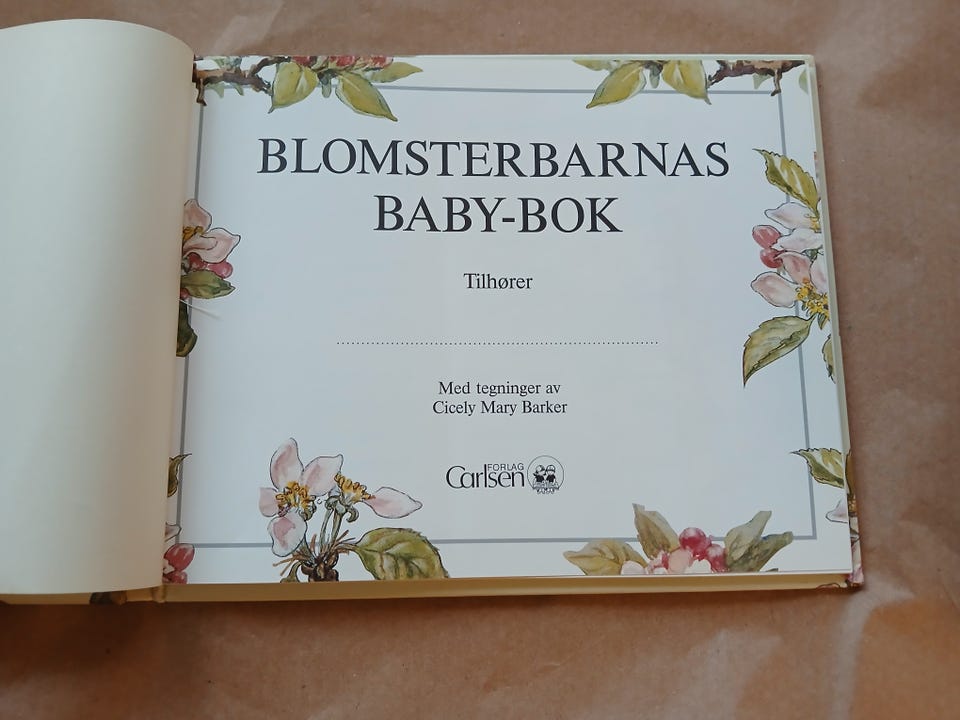 BLOMSTERBARNAS
BABY-BOK
Tilhører
................................................................
Med tegninger av
Cicely Mary Barker
FORLAG
Carlsen